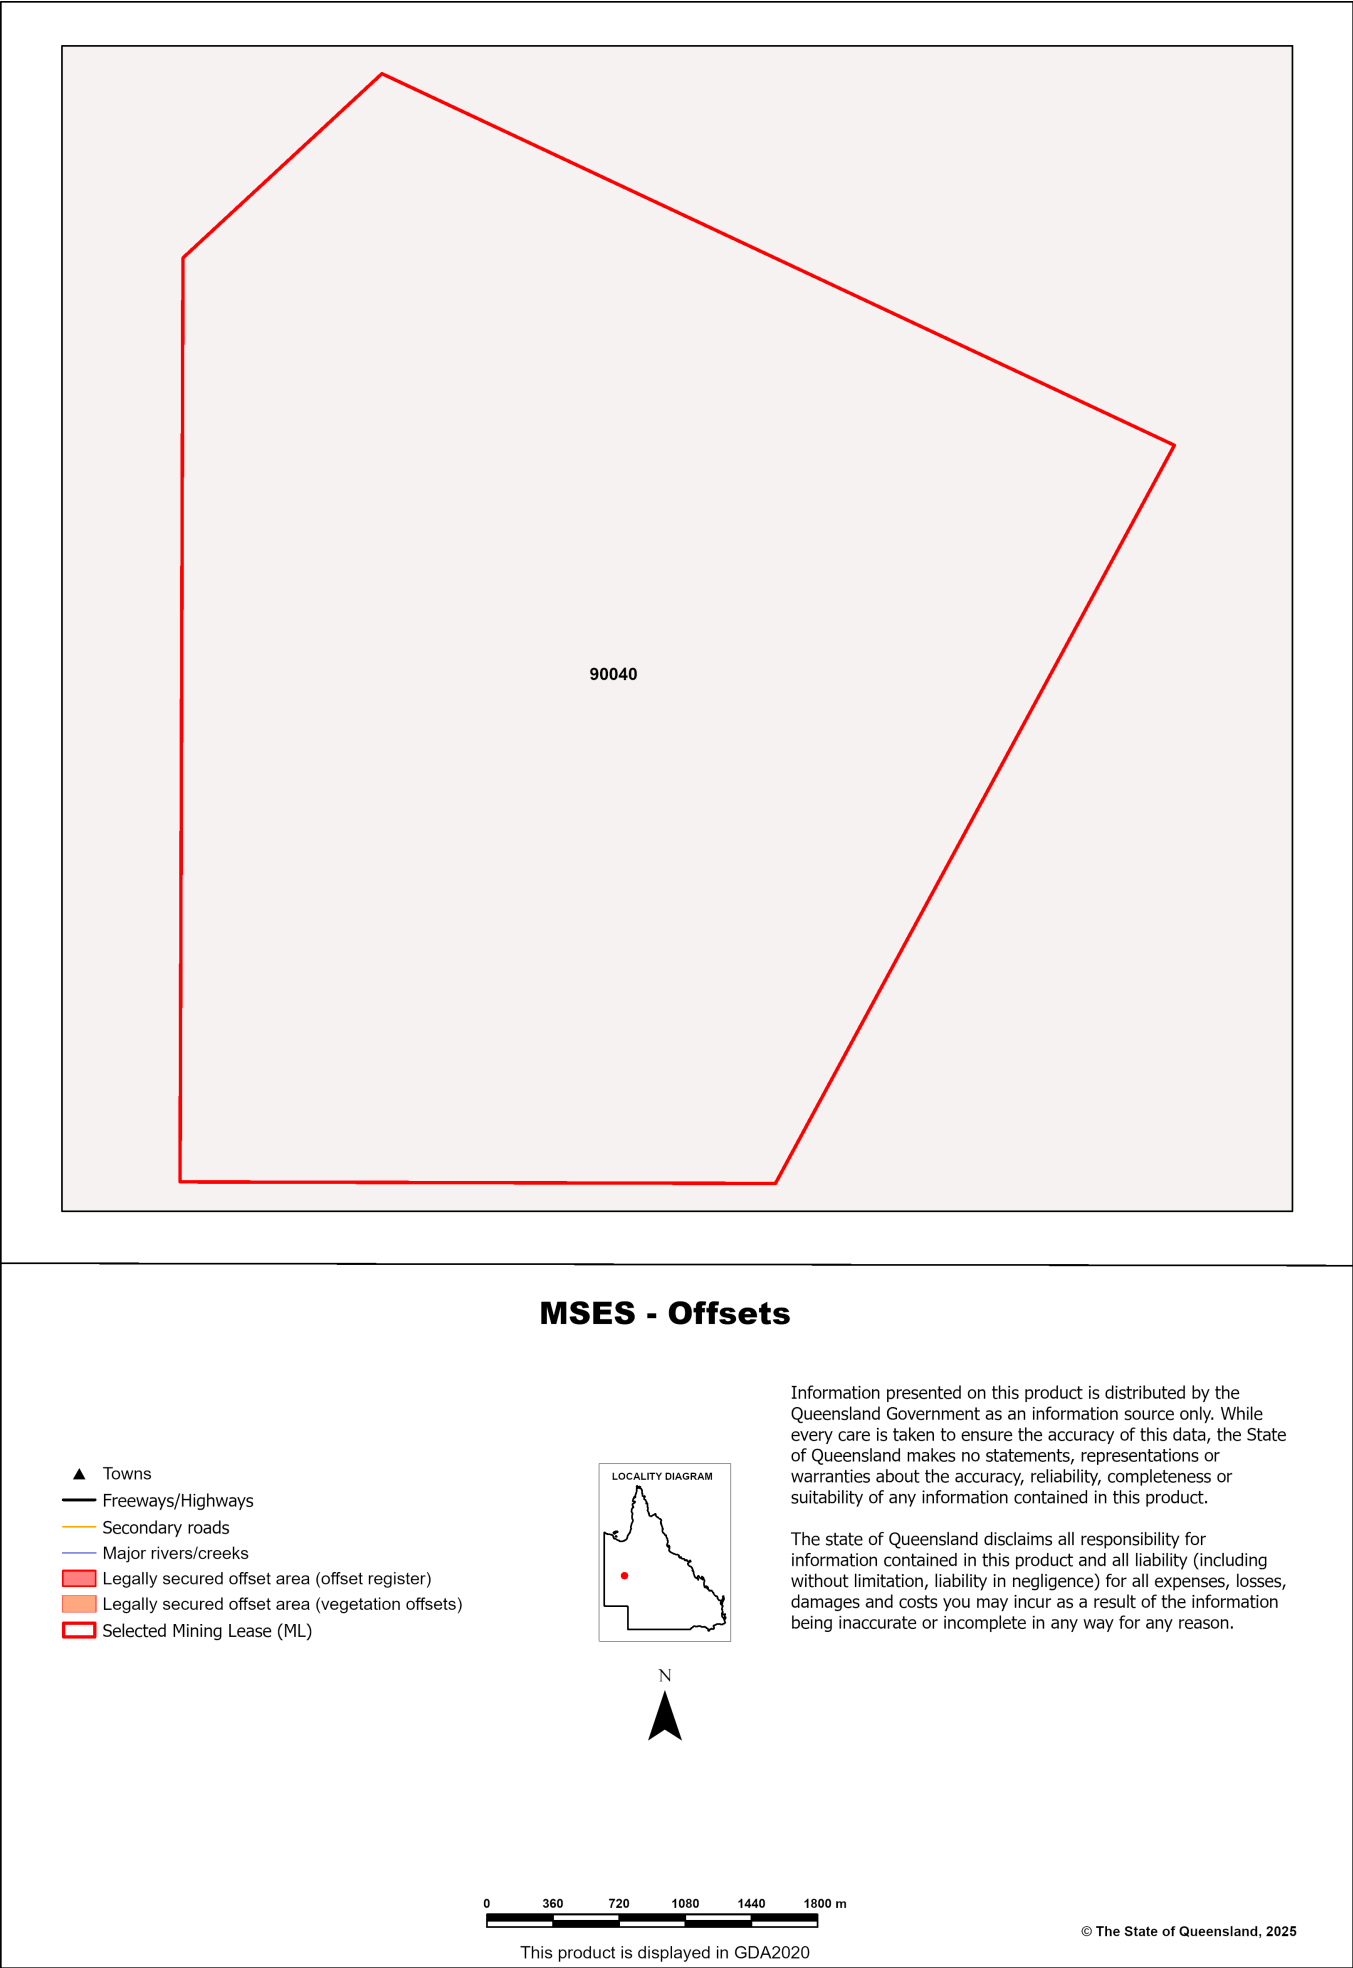 90040
MSES - Offsets
Towns
Freeways/Highways
Secondary roads
Major rivers/creeks
Legally secured offset area (offset register)
Legally secured offset area (vegetation offsets)
Selected Mining Lease (ML)
LOCALITY DIAGRAM
N
Information presented on this product is distributed by the
Queensland Government as an information source only. While
every care is taken to ensure the accuracy of this data, the State
of Queensland makes no statements, representations or
warranties about the accuracy, reliability, completeness or
suitability of any information contained in this product.
The state of Queensland disclaims all responsibility for
information contained in this product and all liability (including
without limitation, liability in negligence) for all expenses, losses,
damages and costs you may incur as a result of the information
being inaccurate or incomplete in any way for any reason.
0 360 720 1080 1440 1800 m
This product is displayed in GDA2020
© The State of Queensland, 2025